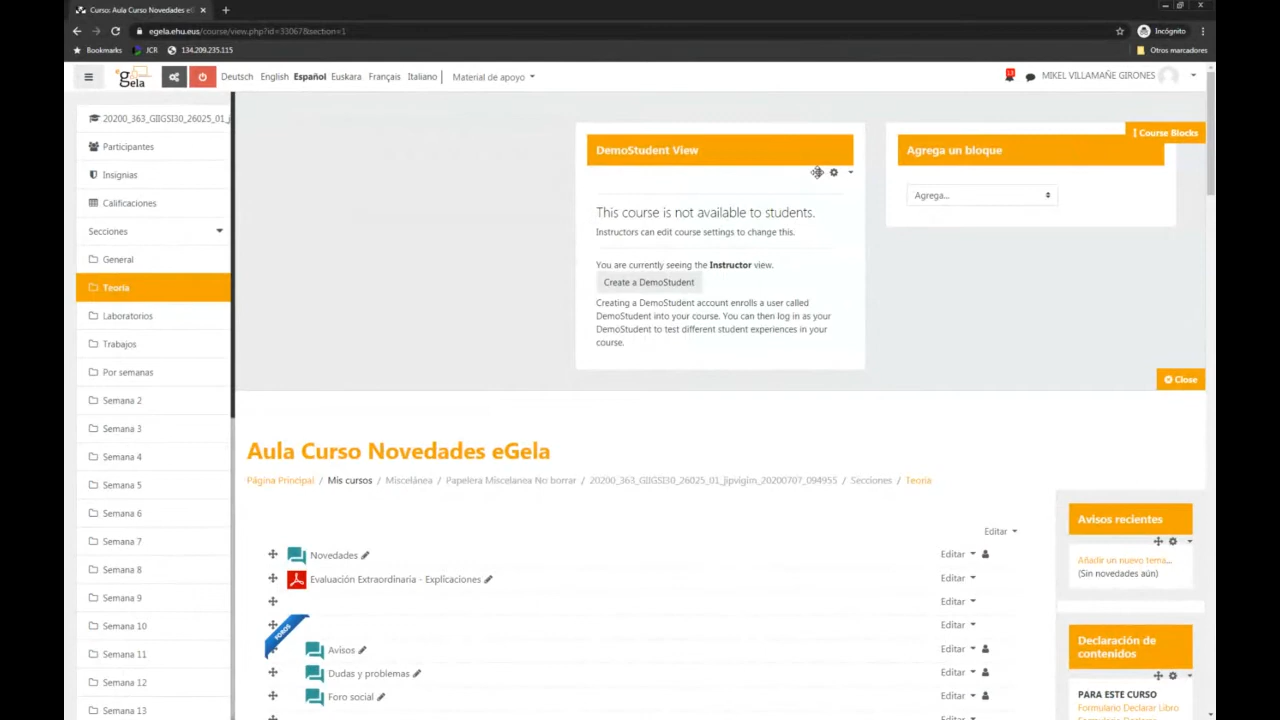 Curso: Aula Curso Novedades eG
egela.ehu.eus/course/view.php?id=33067&section=1
Incógnito
Bookmarks
JCR
134.209.235.115
Otros marcadores
gela
Deutsch
English
Español
Euskara
Français
Italiano
Material de apoyo
13
MIKEL VILLAMAÑE GIRONES
20200_363_GIIGSI30_26025_01_j
Participantes
Insignias
Calificaciones
Secciones
General
Teoría
Laboratorios
Trabajos
Por semanas
Semana 2
Semana 3
Semana 4
Semana 5
Semana 6
Semana 7
Semana 8
Semana 9
Semana 10
Semana 11
Semana 12
Semana 13
DemoStudent View
This course is not available to students.
Instructors can edit course settings to change this.
You are currently seeing the Instructor view.
Create a DemoStudent
Creating a DemoStudent account enrolls a user called
DemoStudent into your course. You can then log in as your
DemoStudent to test different student experiences in your
course.
Course Blocks
Agrega un bloque
Agrega...
Close
Aula Curso Novedades eGela
Página Principal / Mis cursos / Miscelánea / Papelera Miscelanea No borrar / 20200_363_GIIGSI30_26025_01_jipvigim_20200707_094955 / Secciones / Teoría
Editar
Novedades
Editar
Evaluación Extraordinaria - Explicaciones
Editar
Editar
FOROS
Editar
Avisos
Editar
Dudas y problemas
Editar
Foro social
Editar
Editar
Avisos recientes
Añadir un nuevo tema...
(Sin novedades aún)
Declaración de
contenidos
PARA ESTE CURSO
Formulario Declarar Libro